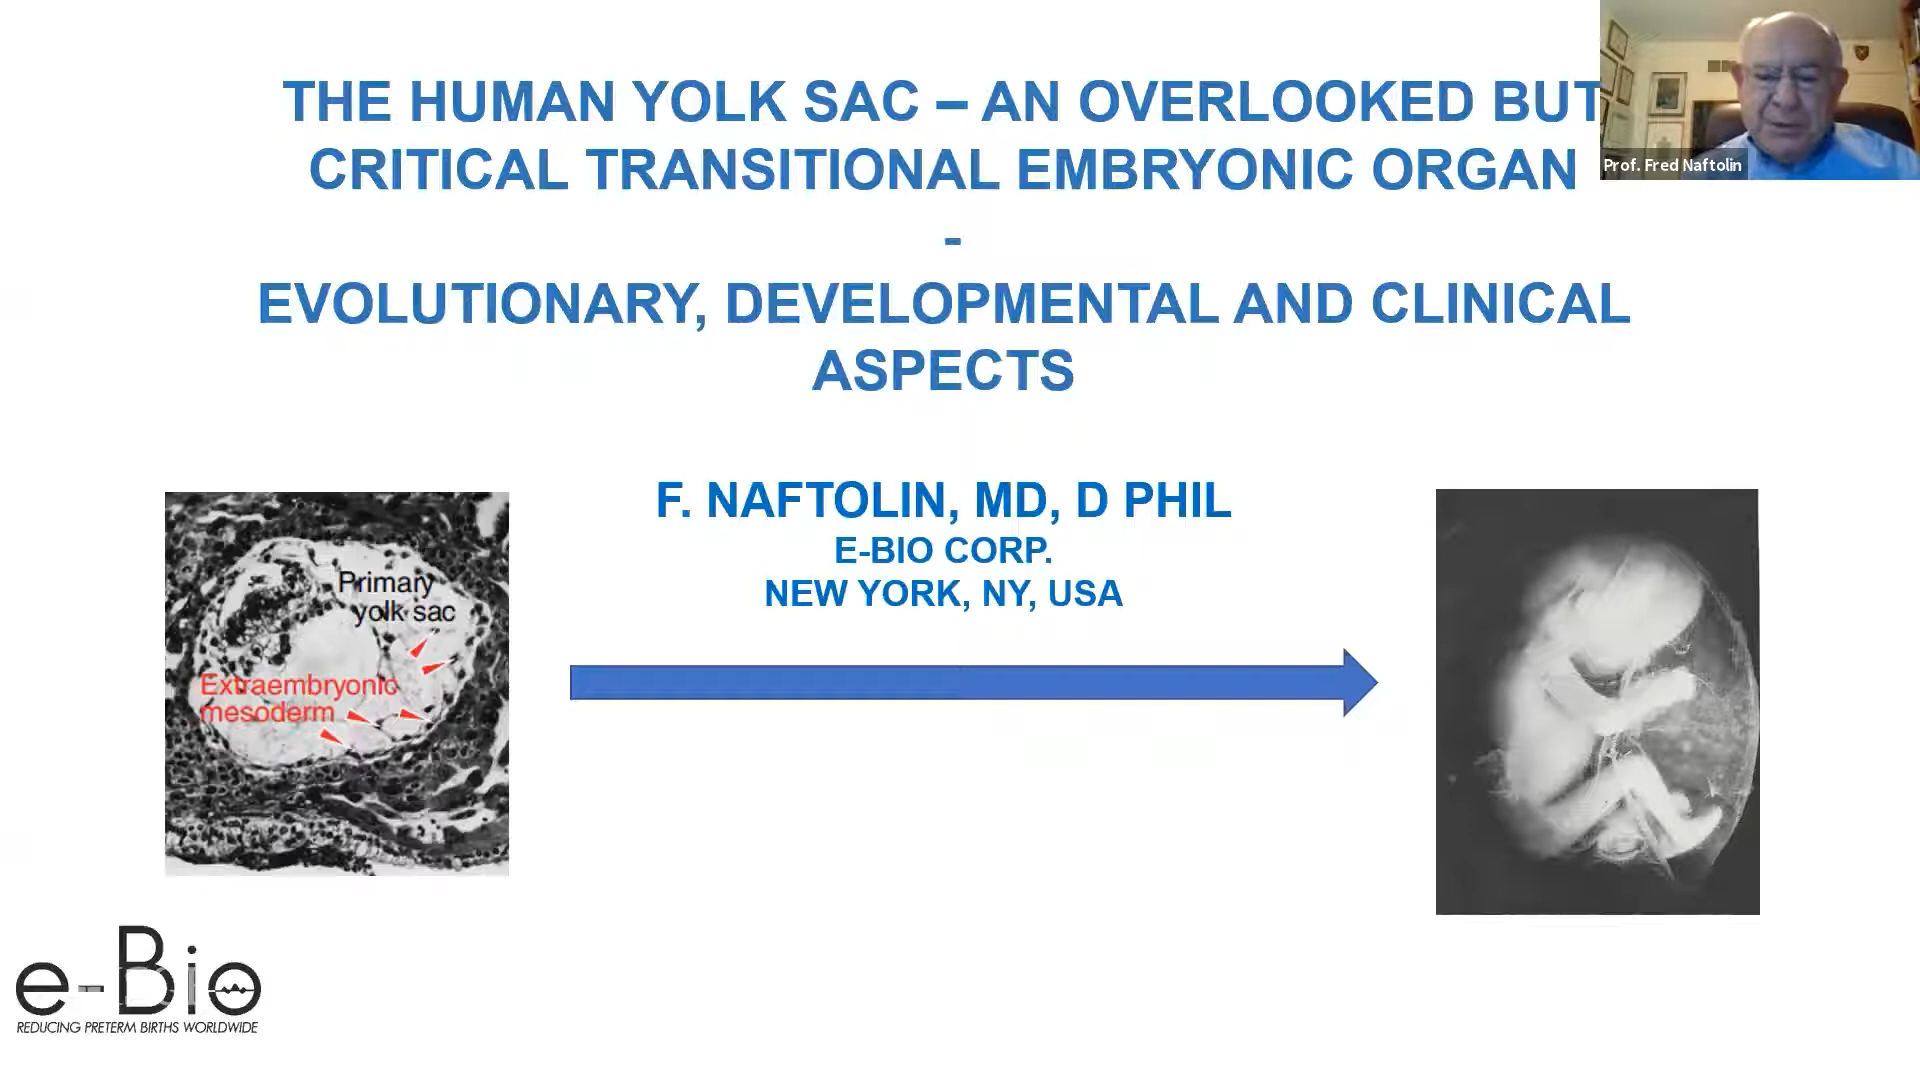 THE HUMAN YOLK SAC – AN OVERLOOKED BUT
CRITICAL TRANSITIONAL EMBRYONIC ORGAN
-
EVOLUTIONARY, DEVELOPMENTAL AND CLINICAL
ASPECTS
Prof. Fred Naftolin
F. NAFTOLIN, MD, D PHIL
E-BIO CORP.
NEW YORK, NY, USA
Primary
yolk sac
Extraembryonic
mesoderm
e-Bio
REDUCING PRETERM BIRTHS WORLDWIDE